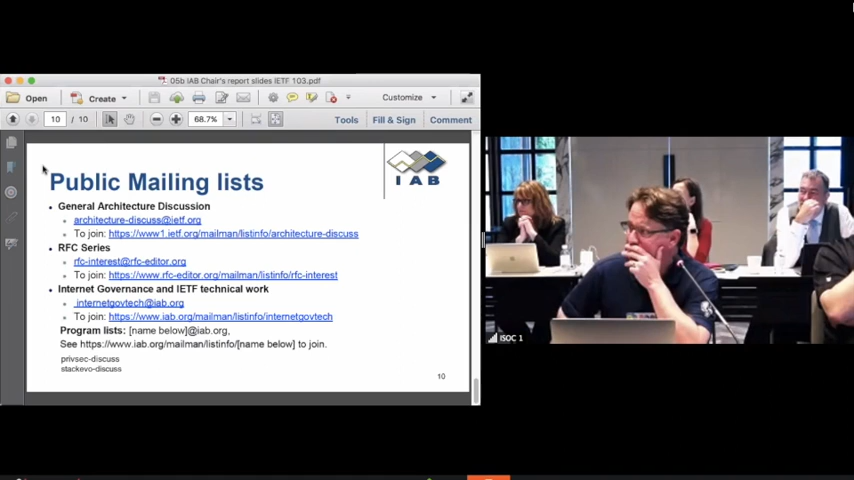 05b IAB Chair's report slides IETF 103.pdf
Open
Create
Customize
10 / 10
68.7%
Tools
Fill & Sign
Comment
IAB
Public Mailing lists
General Architecture Discussion
architecture-discuss@ietf.org
To join: https://www1.ietf.org/mailman/listinfo/architecture-discuss
RFC Series
rfc-interest@rfc-editor.org
To join: https://www.rfc-editor.org/mailman/listinfo/rfc-interest
Internet Governance and IETF technical work
internetgovtech@iab.org
To join: https://www.iab.org/mailman/listinfo/internetgovtech
Program lists: [name below]@iab.org,
See https://www.iab.org/mailman/listinfo/[name below] to join.
privsec-discuss
stackevo-discuss
10
ISOC 1